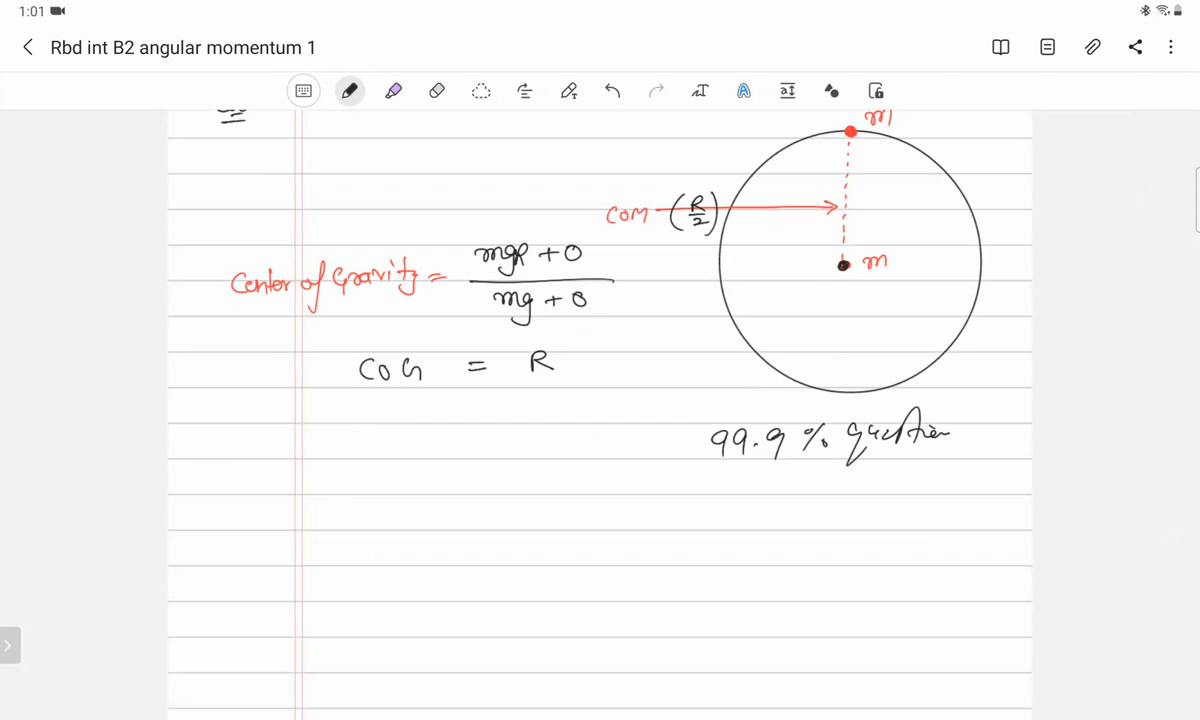 1:01
Rbd int B2 angular momentum 1
m
COM (R/2)
m
Center of Gravity = mgR + 0 / mg + 0
COG = R
99.9 % question